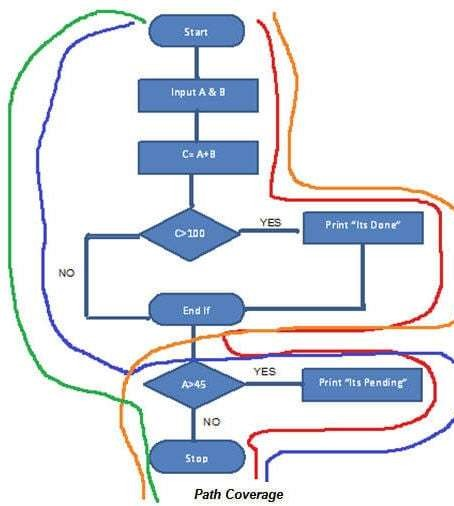 Start
Input A & B
C= A+B
C>100
YES
Print “Its Done”
NO
End If
A>45
YES
Print “Its Pending”
NO
Stop
Path Coverage